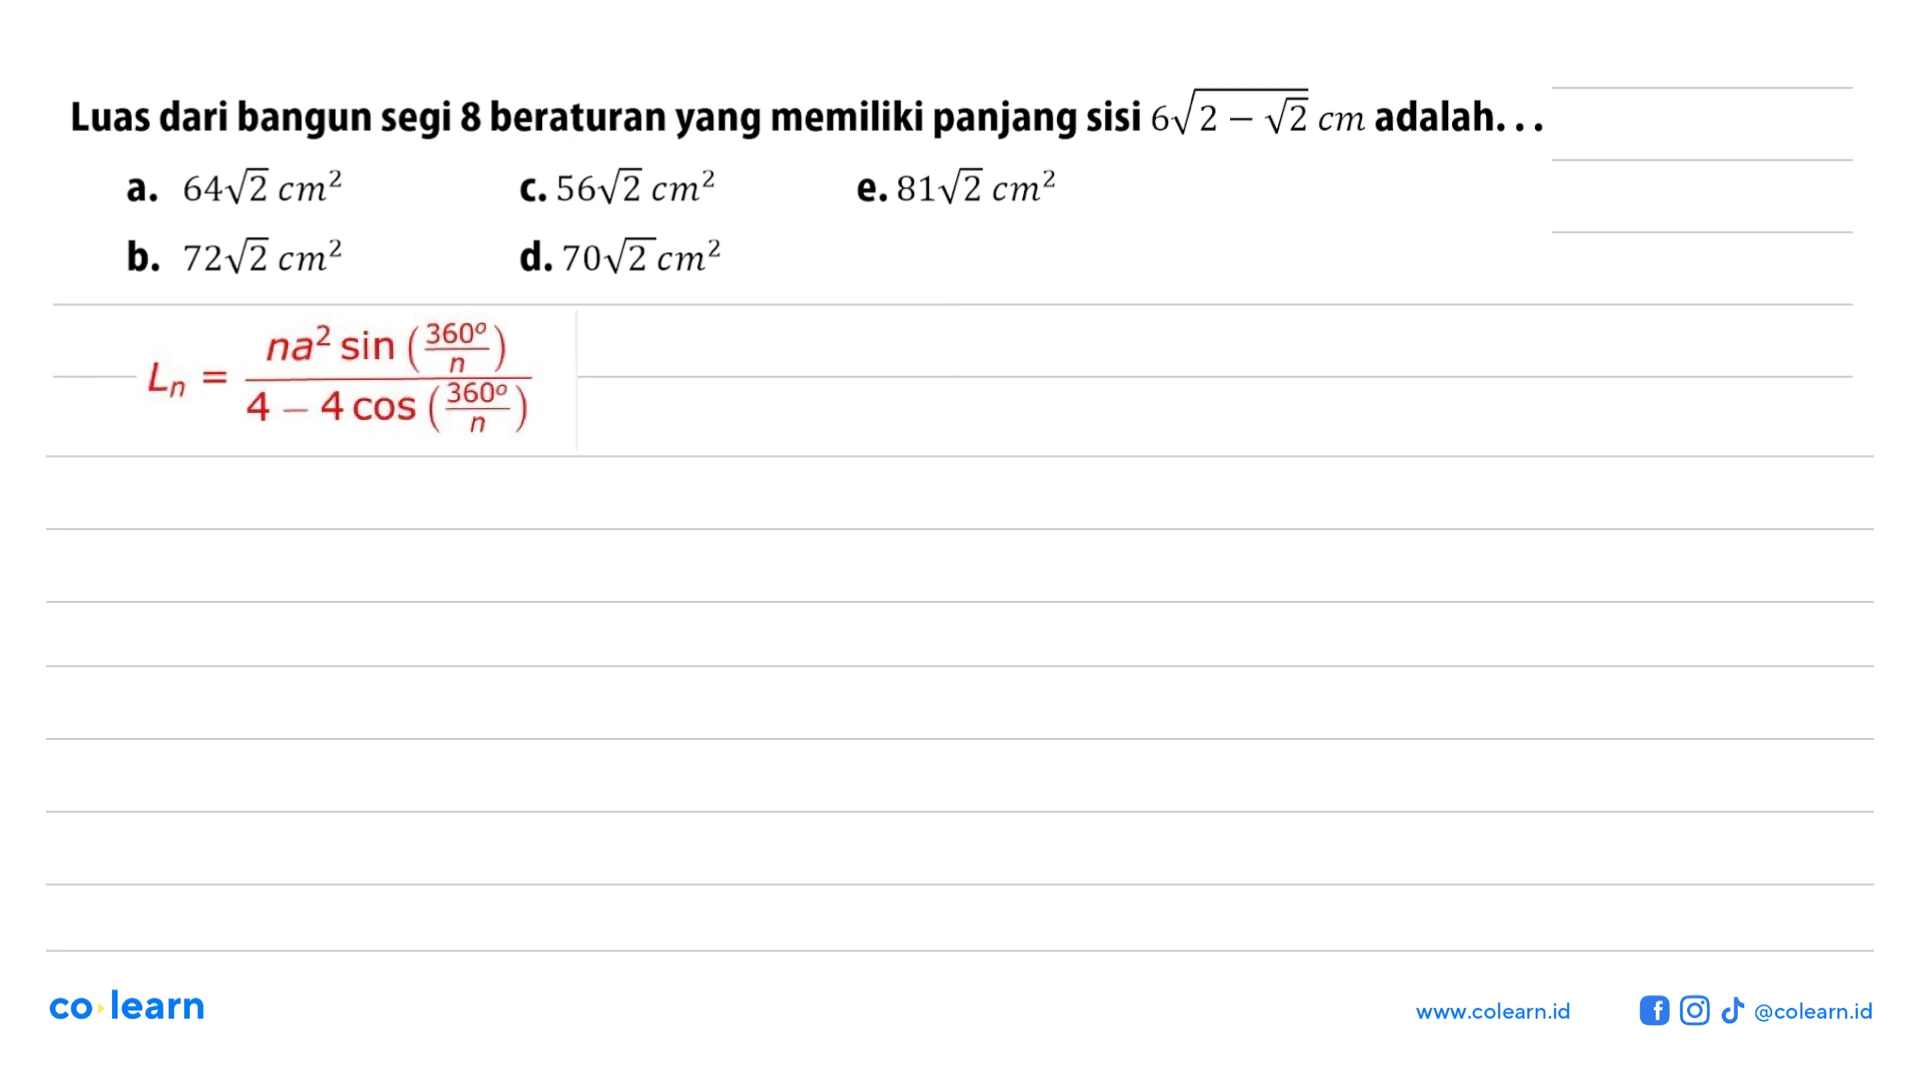 Luas dari bangun segi 8 beraturan yang memiliki panjang sisi 6√(2 − √2) cm adalah. . .
a. 64√2 cm² c. 56√2 cm² e. 81√2 cm²
b. 72√2 cm² d. 70√2 cm²
Lₙ = (na² sin (360°/n)) / (4 − 4 cos (360°/n))
co learn
www.colearn.id @colearn.id